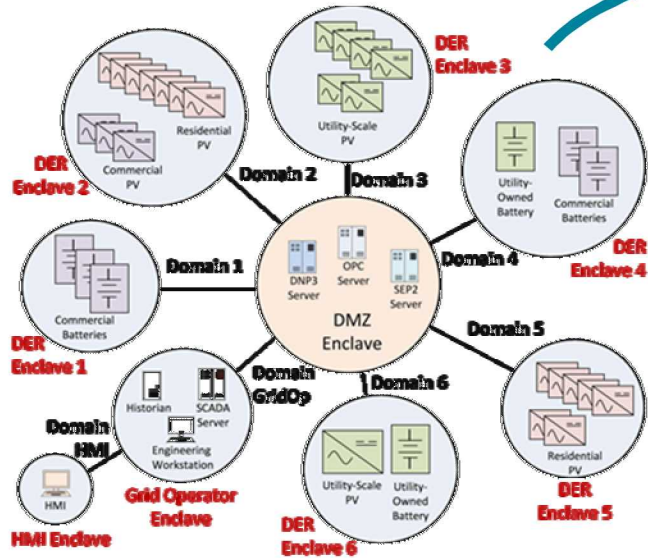 DER
Enclave 2
Residential
PV
Commercial
PV
DER
Enclave 3
Utility-Scale
PV
Domain 2
Domain 3
DER
Enclave 4
Utility-
Owned
Battery
Commercial
Batteries
Domain 4
DER
Enclave 1
Commercial
Batteries
Domain 1
DNP3
Server
OPC
Server
SEP2
Server
DMZ
Enclave
Domain 5
Residential
PV
DER
Enclave 5
Domain
GridOp
Domain 6
Historian
SCADA
Server
Engineering
Workstation
Grid Operator
Enclave
Domain
HMI
HMI
HMI Enclave
Utility-Scale
PV
Utility-
Owned
Battery
DER
Enclave 6